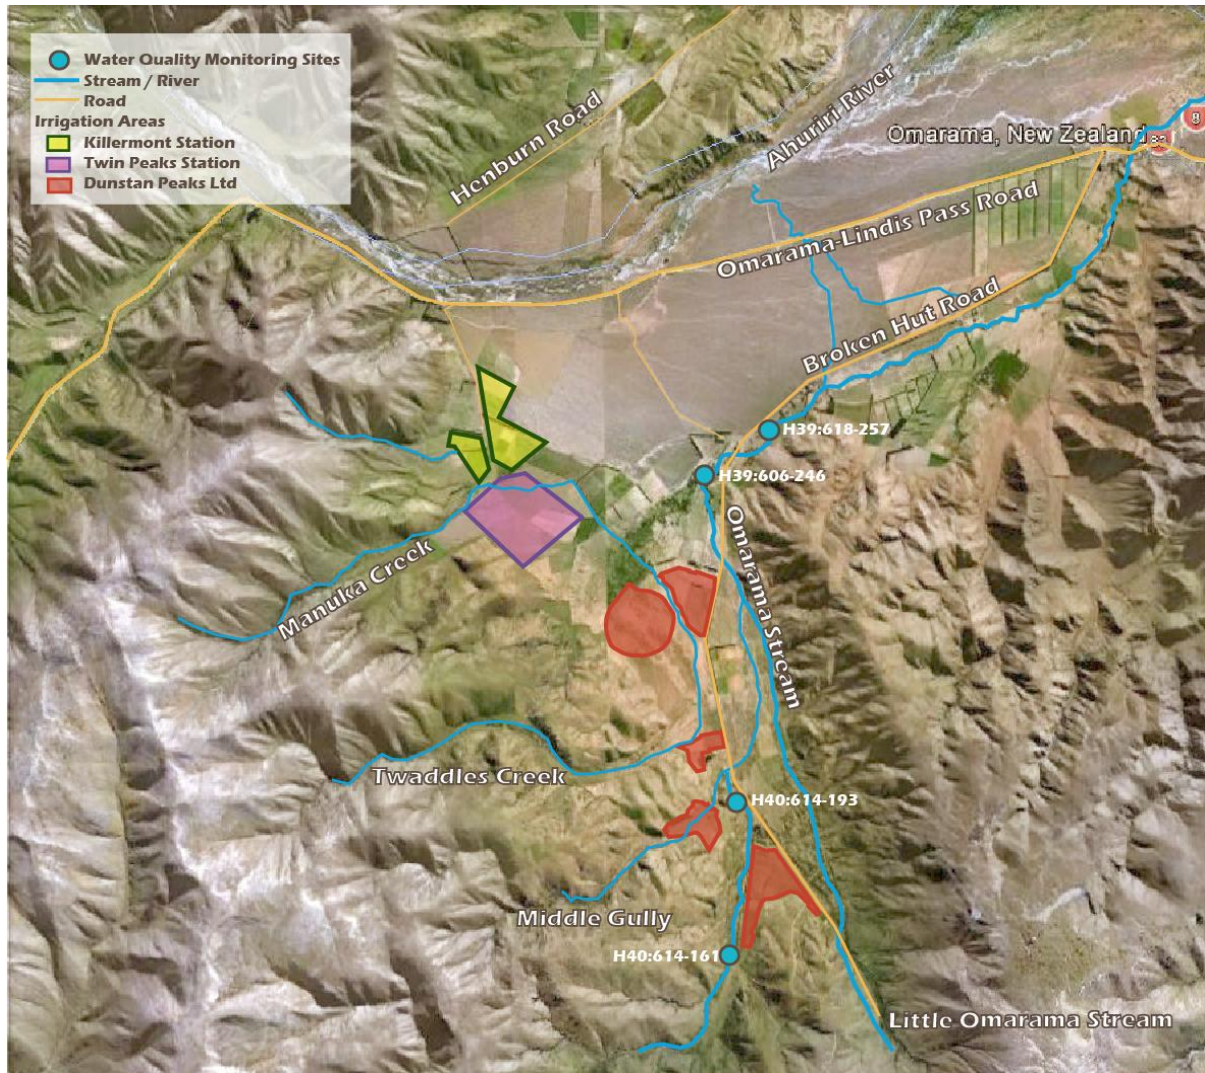 Water Quality Monitoring Sites
Stream / River
Road
Irrigation Areas
Killermont Station
Twin Peaks Station
Dunstan Peaks Ltd
Henburn Road
Ahuriri River
Omarama, New Zealand
8
83
Omarama-Lindis Pass Road
Broken Hut Road
H39:618-257
H39:606-246
Omarama Stream
Manuka Creek
Twaddles Creek
H40:614-193
Middle Gully
H40:614-161
Little Omarama Stream